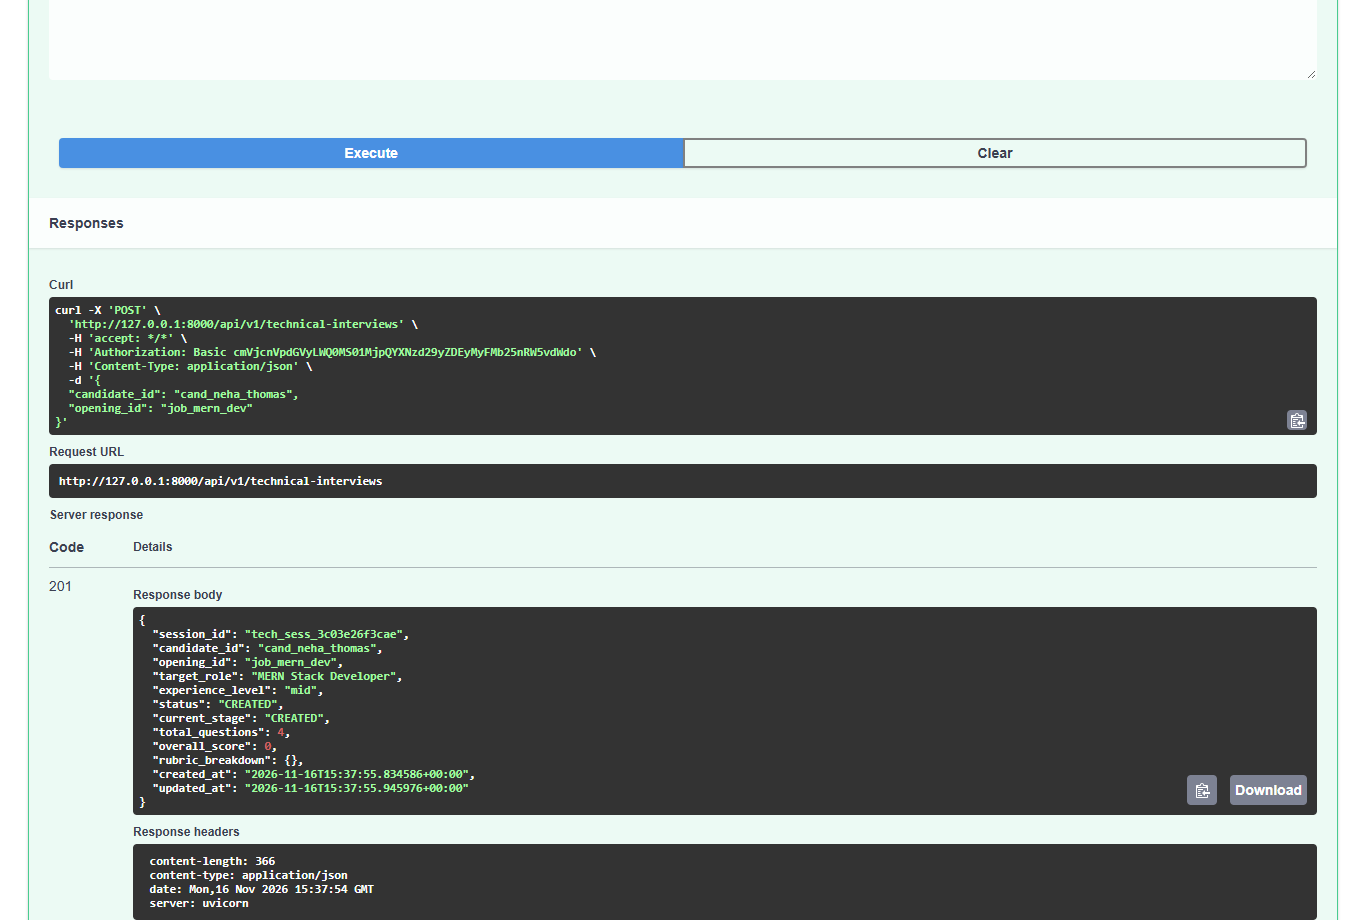 Execute
Clear
Responses
Curl
curl -X 'POST' \
  'http://127.0.0.1:8000/api/v1/technical-interviews' \
  -H 'accept: */*' \
  -H 'Authorization: Basic cmVjcnVpdGVyLWQ0MS01MjpQYXNzd29yZDEyMyFMb25nRW5vdWdo' \
  -H 'Content-Type: application/json' \
  -d '{
  "candidate_id": "cand_neha_thomas",
  "opening_id": "job_mern_dev"
}'
Request URL
http://127.0.0.1:8000/api/v1/technical-interviews
Server response
Code
Details
201
Response body
{
  "session_id": "tech_sess_3c03e26f3cae",
  "candidate_id": "cand_neha_thomas",
  "opening_id": "job_mern_dev",
  "target_role": "MERN Stack Developer",
  "experience_level": "mid",
  "status": "CREATED",
  "current_stage": "CREATED",
  "total_questions": 4,
  "overall_score": 0,
  "rubric_breakdown": {},
  "created_at": "2026-11-16T15:37:55.834586+00:00",
  "updated_at": "2026-11-16T15:37:55.945976+00:00"
}
Download
Response headers
content-length: 366
content-type: application/json
date: Mon,16 Nov 2026 15:37:54 GMT
server: uvicorn